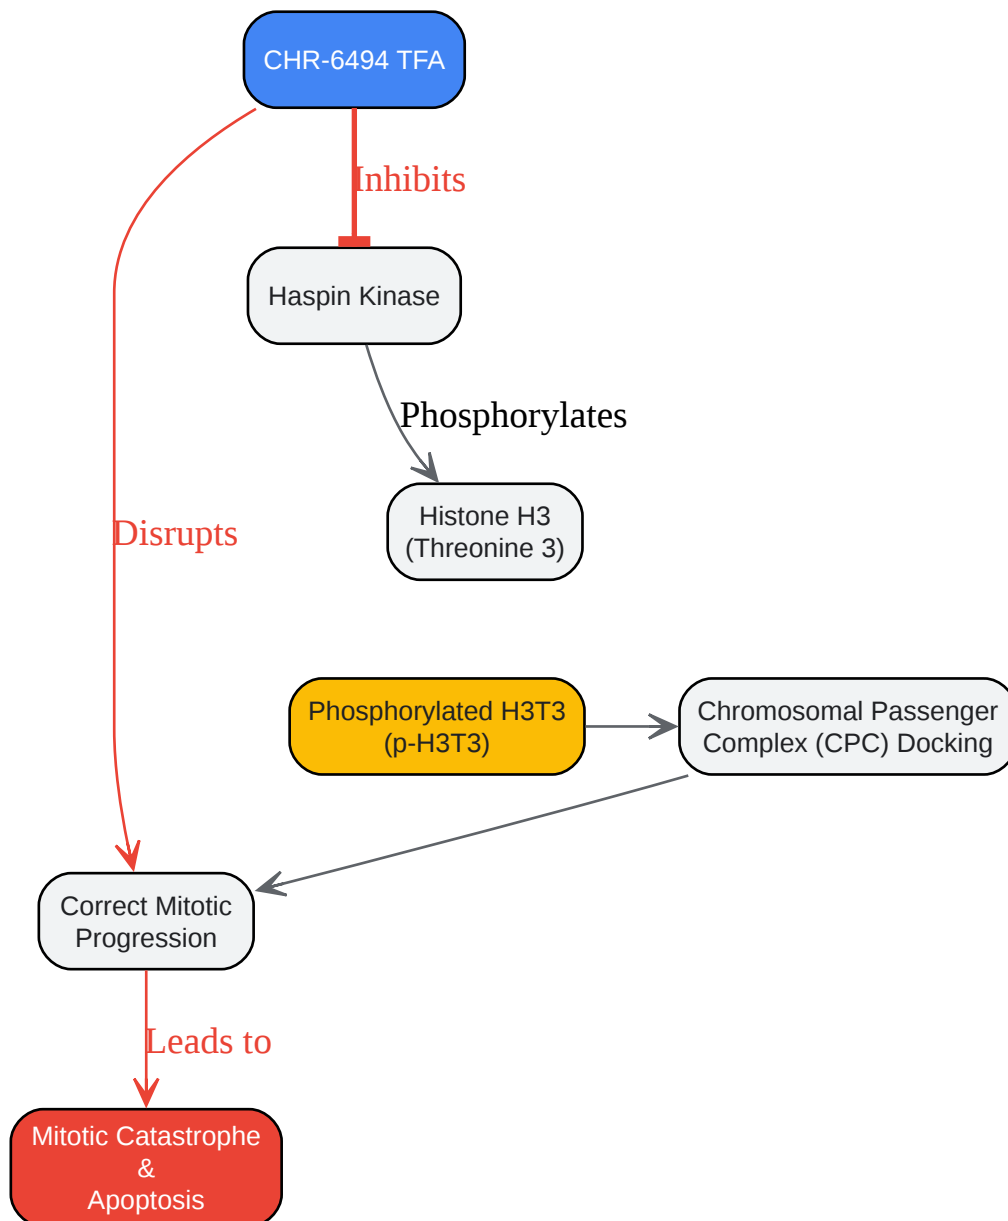 CHR-6494 TFA
Inhibits
Haspin Kinase
Phosphorylates
Histone H3
(Threonine 3)
Disrupts
Phosphorylated H3T3
(p-H3T3)
Chromosomal Passenger
Complex (CPC) Docking
Correct Mitotic
Progression
Leads to
Mitotic Catastrophe
&
Apoptosis